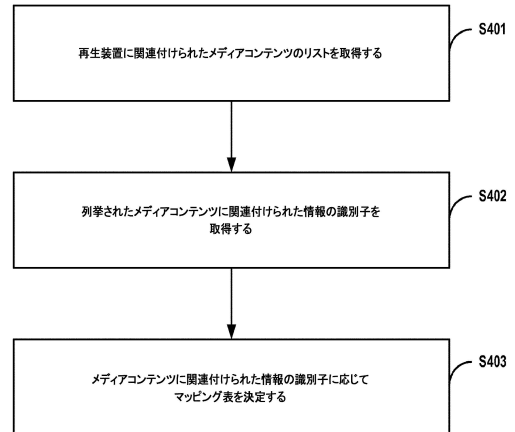 再生装置に関連付けられたメディアコンテンツのリストを取得する
S401
列挙されたメディアコンテンツに関連付けられた情報の識別子を
取得する
S402
メディアコンテンツに関連付けられた情報の識別子に応じて
マッピング表を決定する
S403